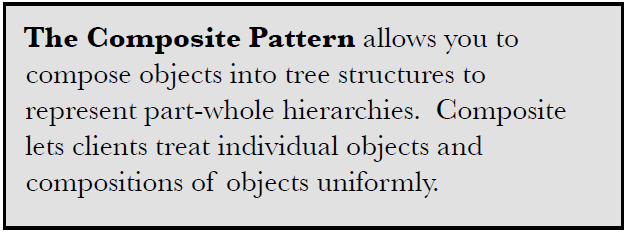 The Composite Pattern allows you to
compose objects into tree structures to
represent part-whole hierarchies.  Composite
lets clients treat individual objects and
compositions of objects uniformly.